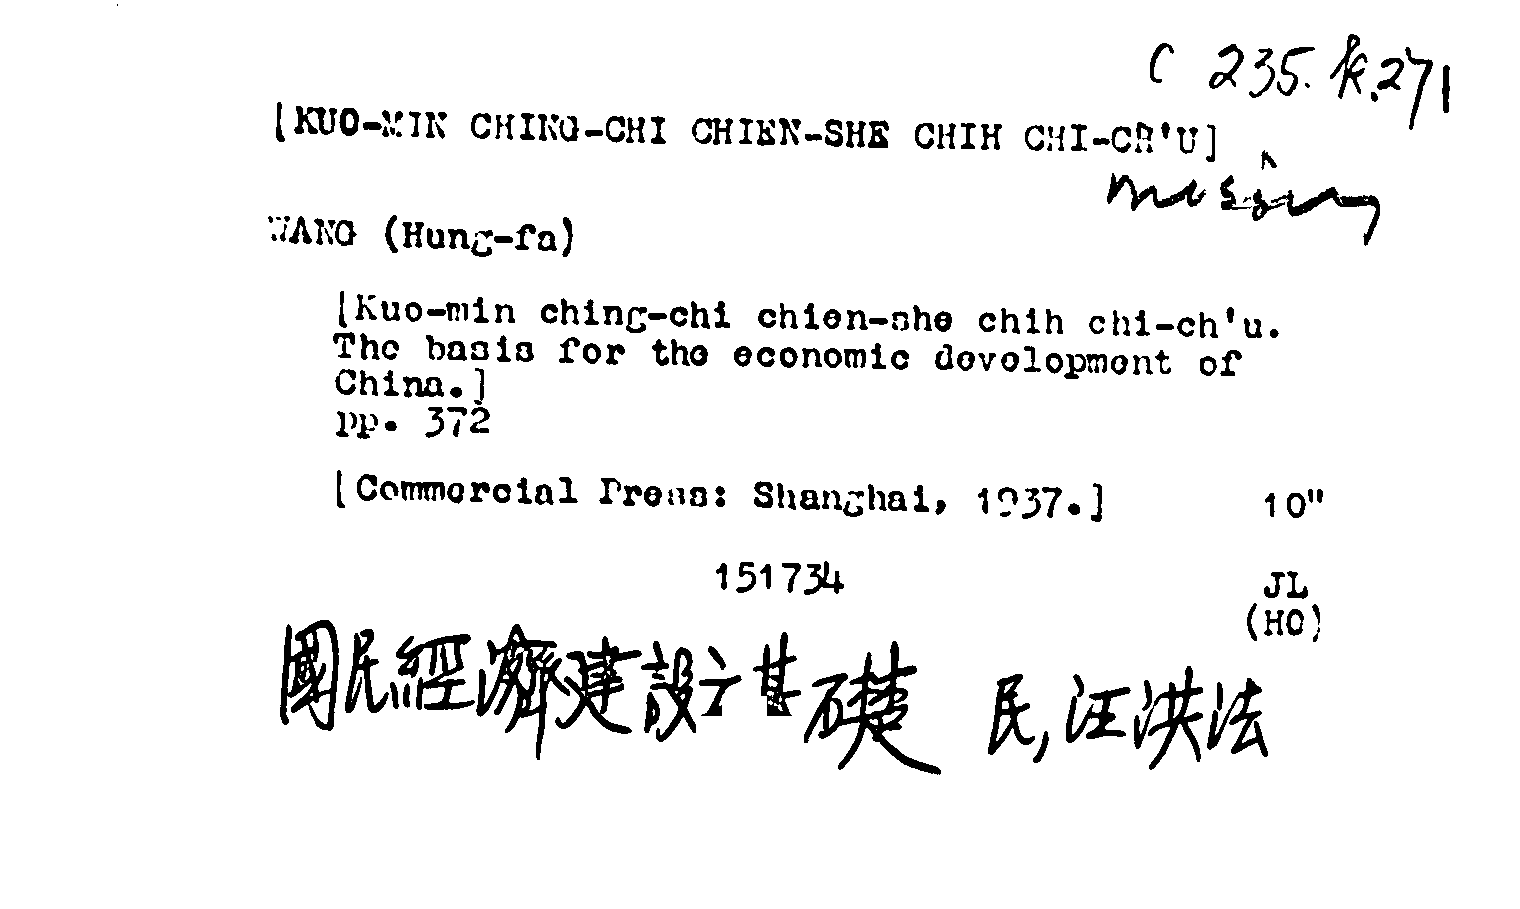 C 235.k.271
[KUO-MIN CHING-CHI CHIEN-SHE CHIH CHI-CH'U]
missing
WANG (Hung-fa)
[Kuo-min ching-chi chien-she chih chi-ch'u.
The basis for the economic development of
China.]
pp. 372
[Commercial Press: Shanghai, 1937.] 10"
151734 JL
(HO)
國民經濟建設之基礎 民,汪洪法